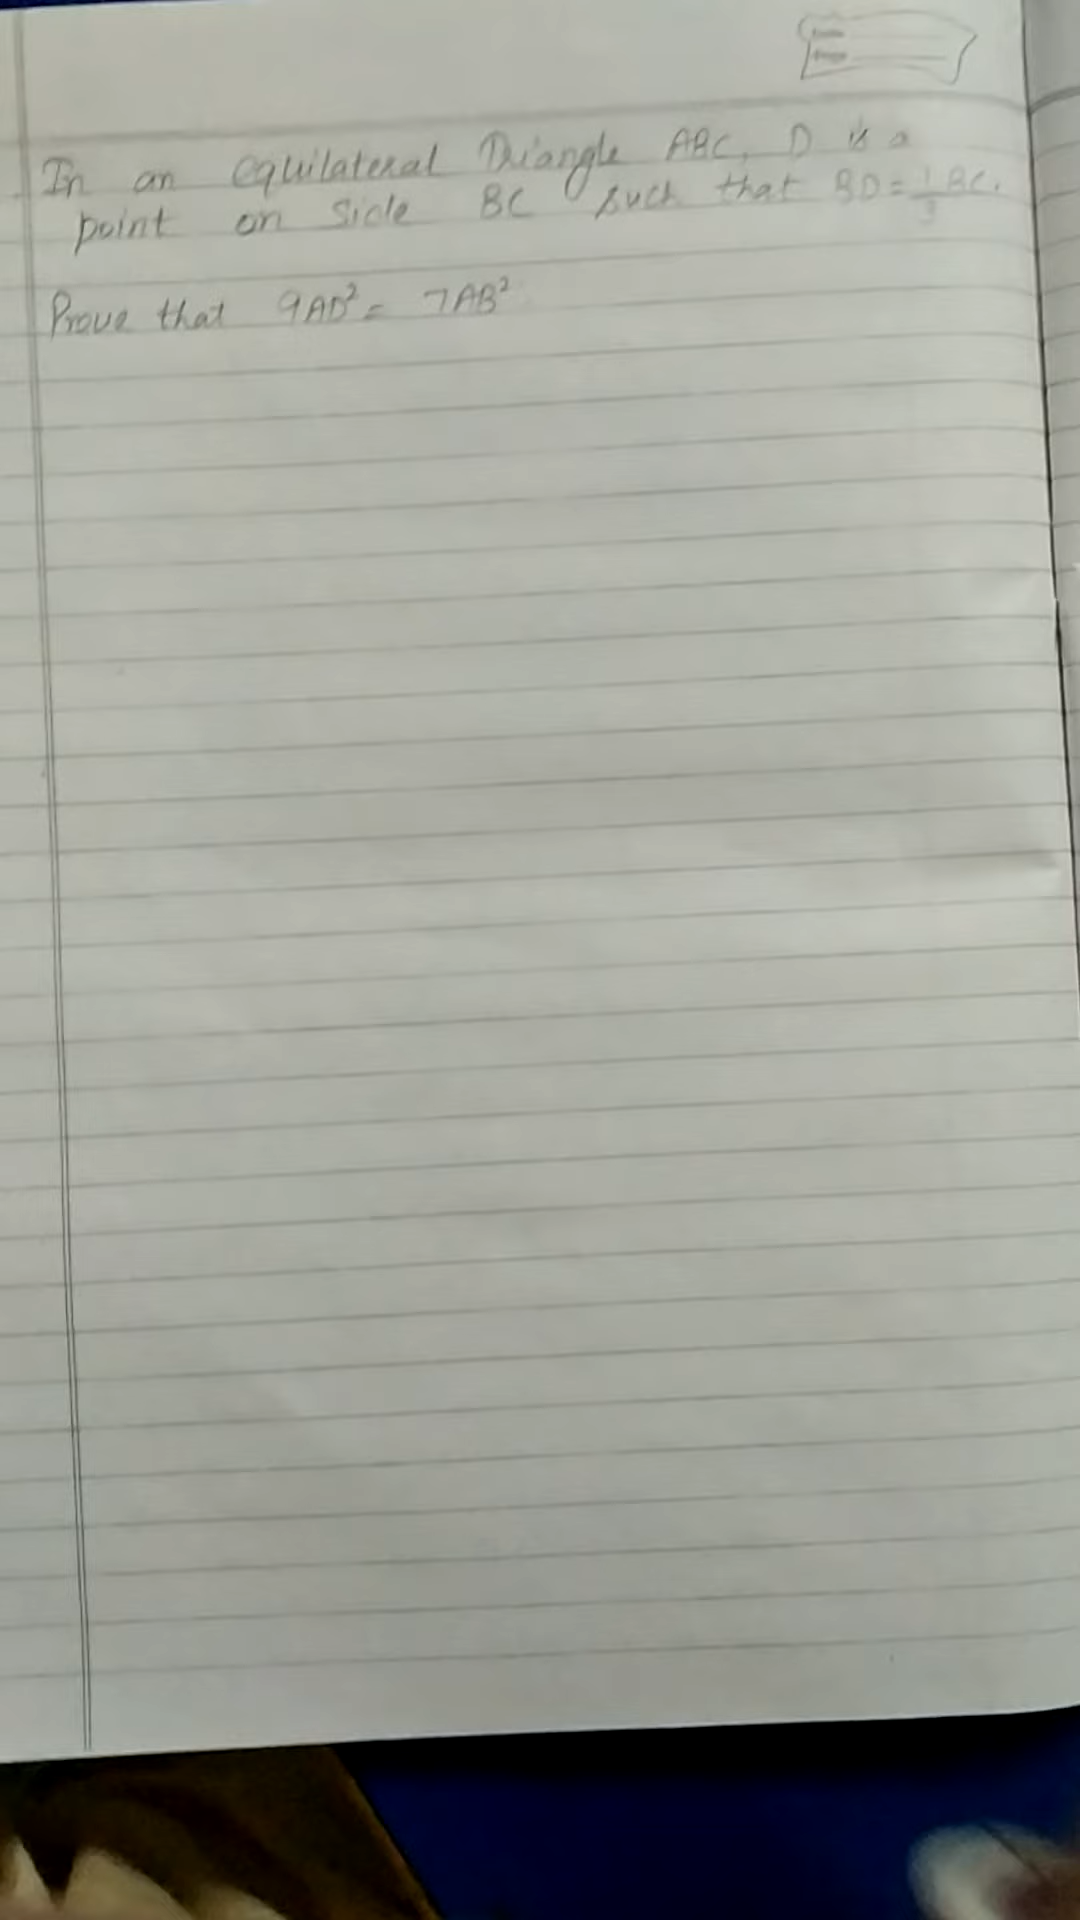 In an equilateral Triangle ABC, D is a
point on side BC such that BD = 1/3 BC.
Prove that 9AD² = 7AB²